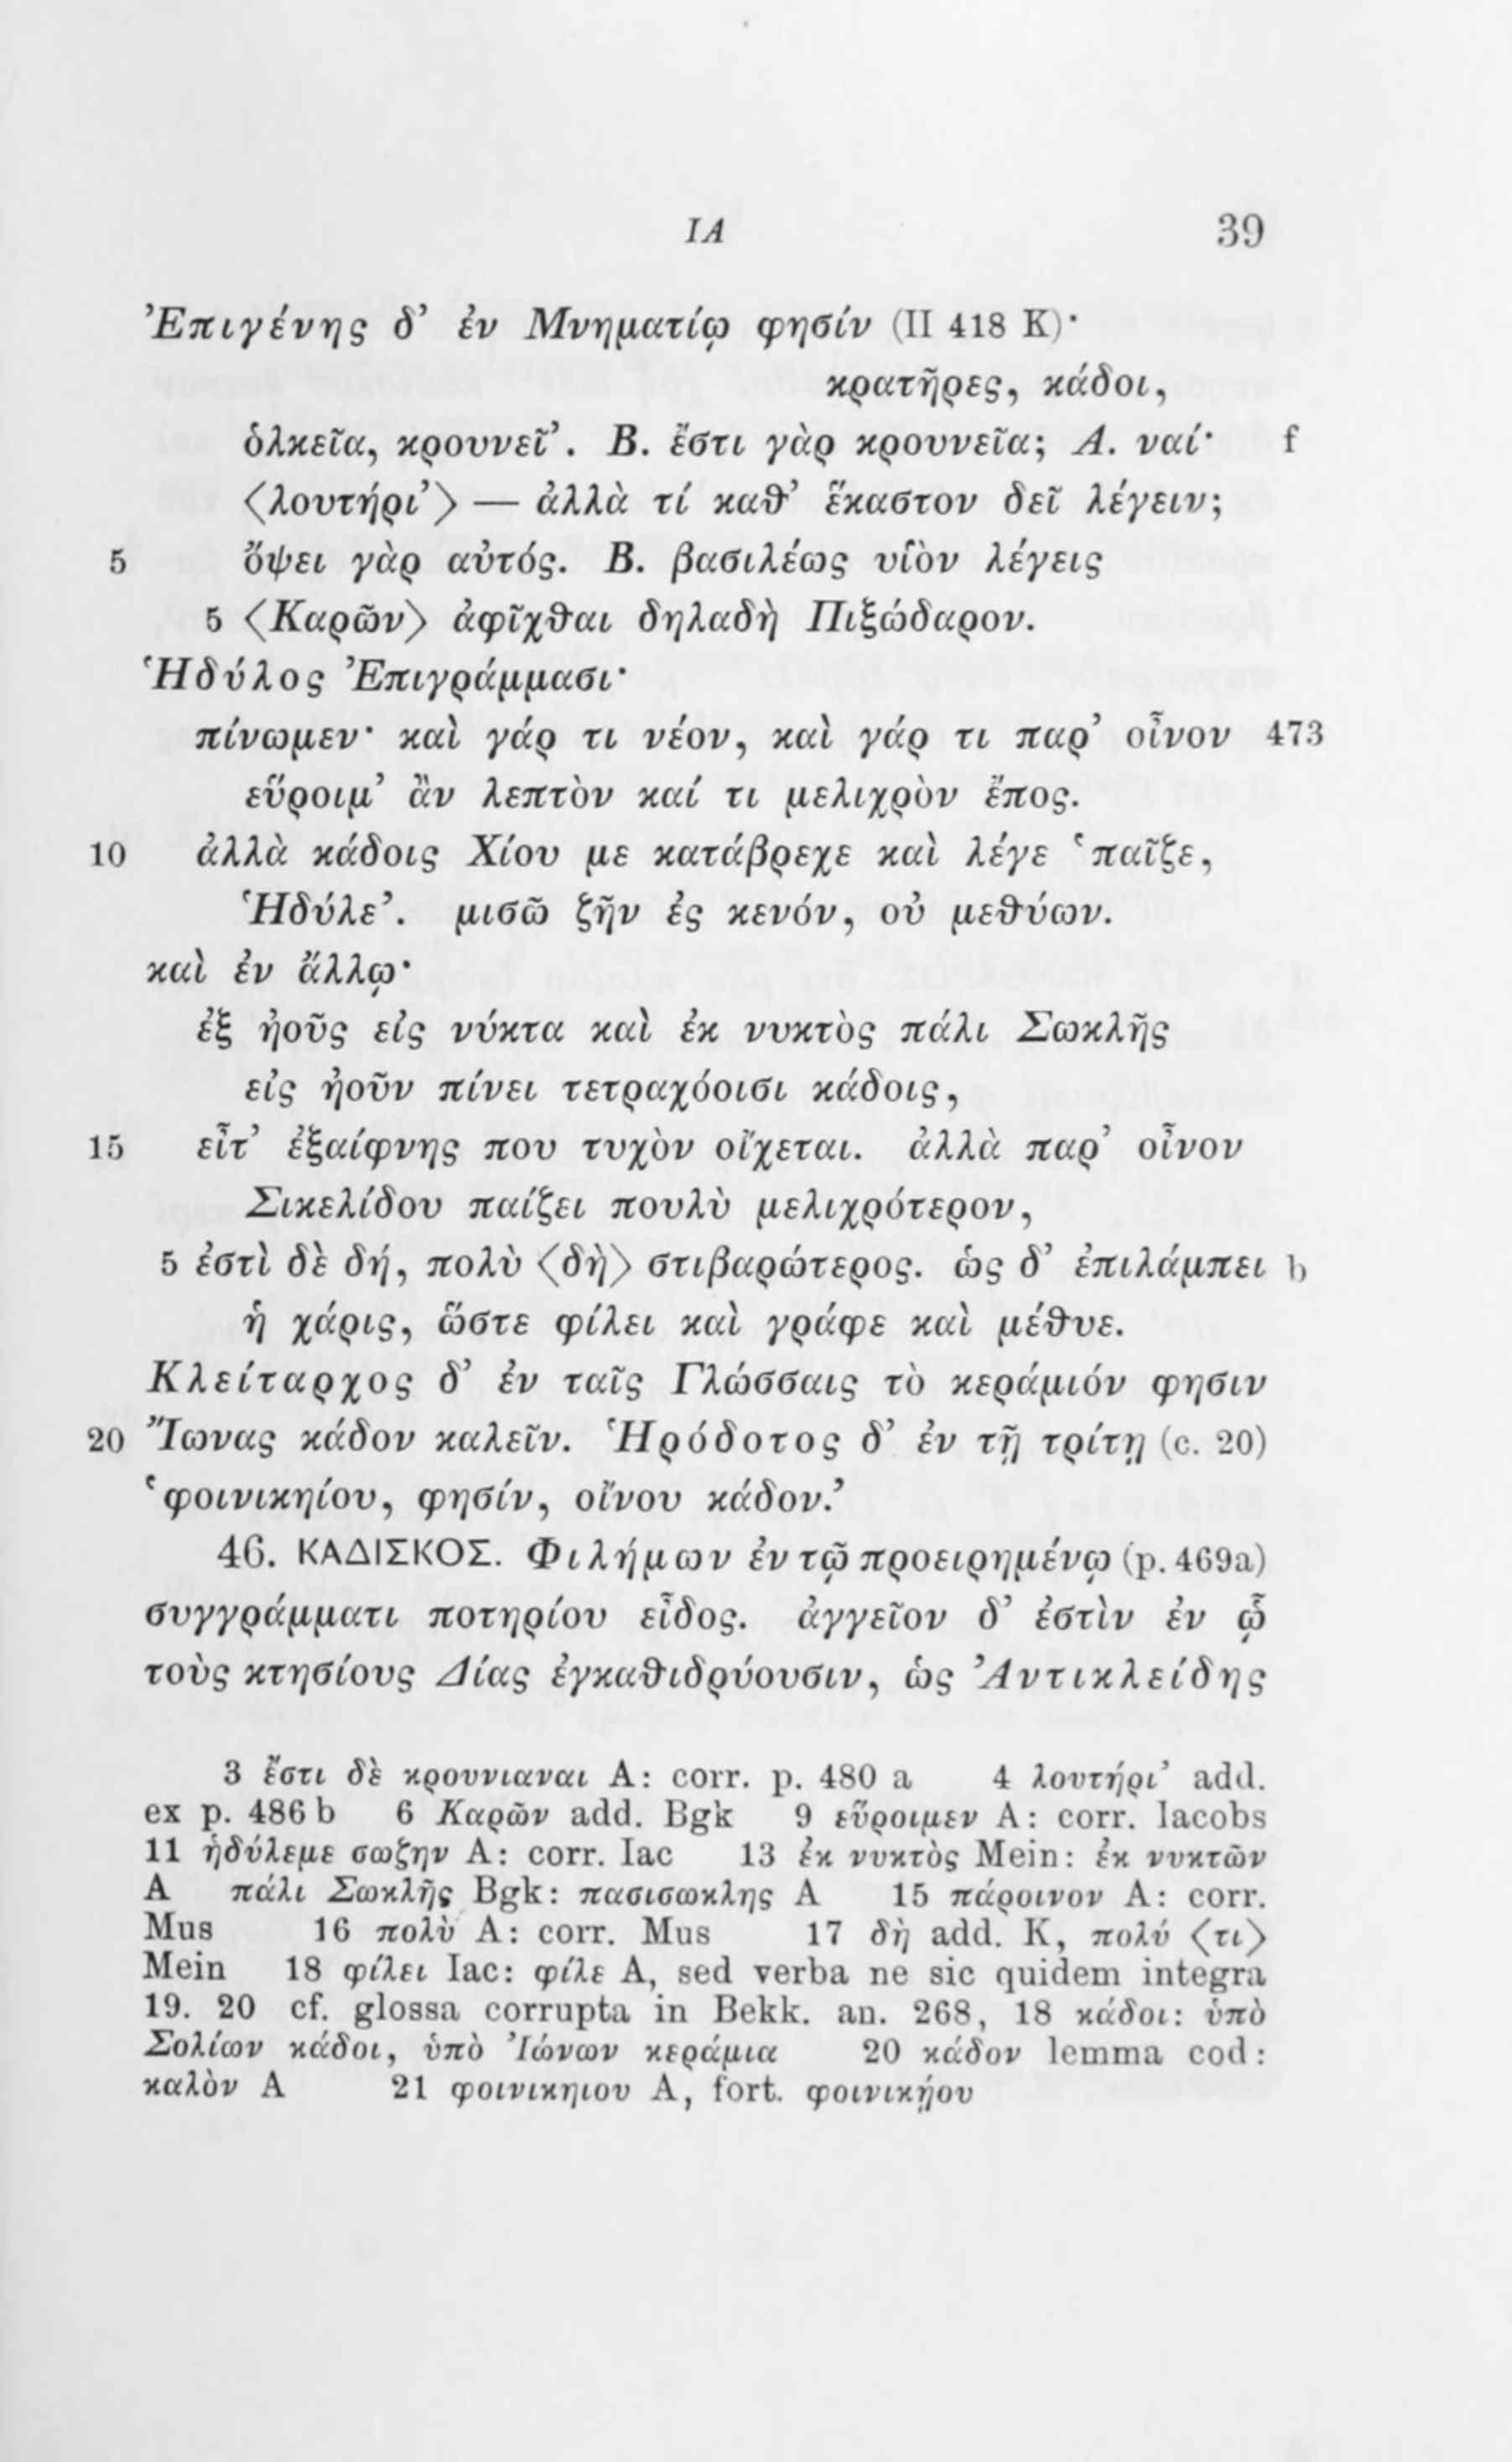 ΙΑ 39
Ἐπιγένης δ’ ἐν Μνηματίῳ φησίν (II 418 K)·
κρατῆρες, κάδοι,
ὁλκεῖα, κρουνεῖ’. Β. ἔστι γὰρ κρουνεῖα; Α. ναί· f
〈λουτήρι’〉 — ἀλλὰ τί καθ’ ἕκαστον δεῖ λέγειν;
5 ὄψει γὰρ αὐτός. Β. βασιλέως υἱὸν λέγεις
5 〈Καρῶν〉 ἀφῖχθαι δηλαδὴ Πιξώδαρον.
Ἡδύλος Ἐπιγράμμασι·
πίνωμεν· καὶ γάρ τι νέον, καὶ γάρ τι παρ’ οἶνον 473
εὕροιμ’ ἂν λεπτὸν καί τι μελιχρὸν ἔπος.
10 ἀλλὰ κάδοις Χίου με κατάβρεχε καὶ λέγε ‘παῖζε,
Ἡδύλε’. μισῶ ζῆν ἐς κενόν, οὐ μεθύων.
καὶ ἐν ἄλλῳ·
ἐξ ἠοῦς εἰς νύκτα καὶ ἐκ νυκτὸς πάλι Σωκλῆς
εἰς ἠοῦν πίνει τετραχόοισι κάδοις,
15 εἶτ’ ἐξαίφνης που τυχὸν οἴχεται. ἀλλὰ παρ’ οἶνον
Σικελίδου παίζει πουλὺ μελιχρότερον,
5 ἐστὶ δὲ δή, πολὺ 〈δὴ〉 στιβαρώτερος. ὡς δ’ ἐπιλάμπει b
ἡ χάρις, ὥστε φίλει καὶ γράφε καὶ μέθυε.
Κλείταρχος δ’ ἐν ταῖς Γλώσσαις τὸ κεράμιόν φησιν
20 Ἴωνας κάδον καλεῖν. Ἡρόδοτος δ’ ἐν τῇ τρίτῃ (c. 20)
‘φοινικηίου, φησίν, οἴνου κάδον.’
46. ΚΑΔΙΣΚΟΣ. Φιλήμων ἐν τῷ προειρημένῳ (p. 469a)
συγγράμματι ποτηρίου εἶδος. ἀγγεῖον δ’ ἐστὶν ἐν ᾧ
τοὺς κτησίους Δίας ἐγκαθιδρύουσιν, ὡς Ἀντικλείδης
3 ἔστι δὲ κρουνιαναι A: corr. p. 480 a 4 λουτήρι’ add.
ex p. 486 b 6 Καρῶν add. Bgk 9 εὕροιμεν A: corr. Iacobs
11 ἡδύλεμε σωζην A: corr. Iac 13 ἐκ νυκτὸς Mein: ἐκ νυκτῶν
A πάλι Σωκλῆς Bgk: πασισωκλης A 15 πάροινον A: corr.
Mus 16 πολὺ A: corr. Mus 17 δὴ add. K, πολύ 〈τι〉
Mein 18 φίλει Iac: φίλε A, sed verba ne sic quidem integra
19. 20 cf. glossa corrupta in Bekk. an. 268, 18 κάδοι: ὑπὸ
Σολίων κάδοι, ὑπὸ Ἰώνων κεράμια 20 κάδον lemma cod:
καλὸν A 21 φοινικηιου A, fort. φοινικῄου